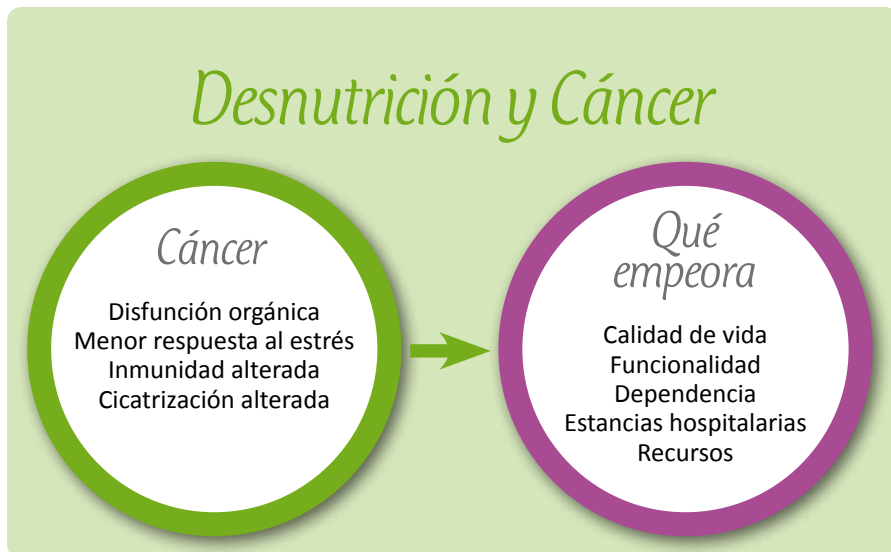 Desnutrición y Cáncer
Cáncer
Disfunción orgánica
Menor respuesta al estrés
Inmunidad alterada
Cicatrización alterada
Qué
empeora
Calidad de vida
Funcionalidad
Dependencia
Estancias hospitalarias
Recursos